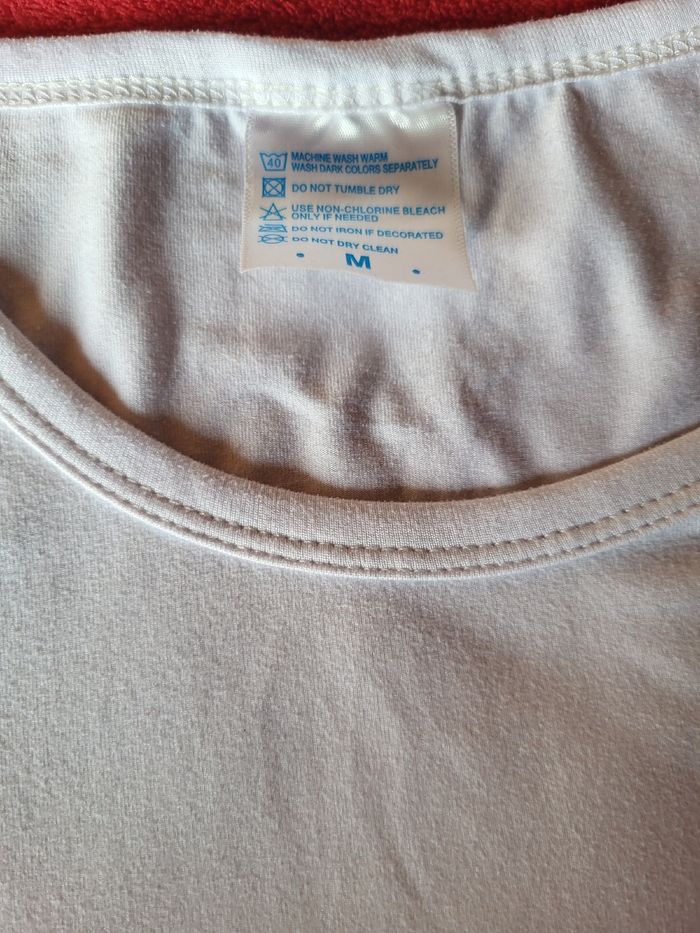 40 MACHINE WASH WARM
WASH DARK COLORS SEPARATELY
DO NOT TUMBLE DRY
USE NON-CHLORINE BLEACH
ONLY IF NEEDED
DO NOT IRON IF DECORATED
DO NOT DRY CLEAN
M